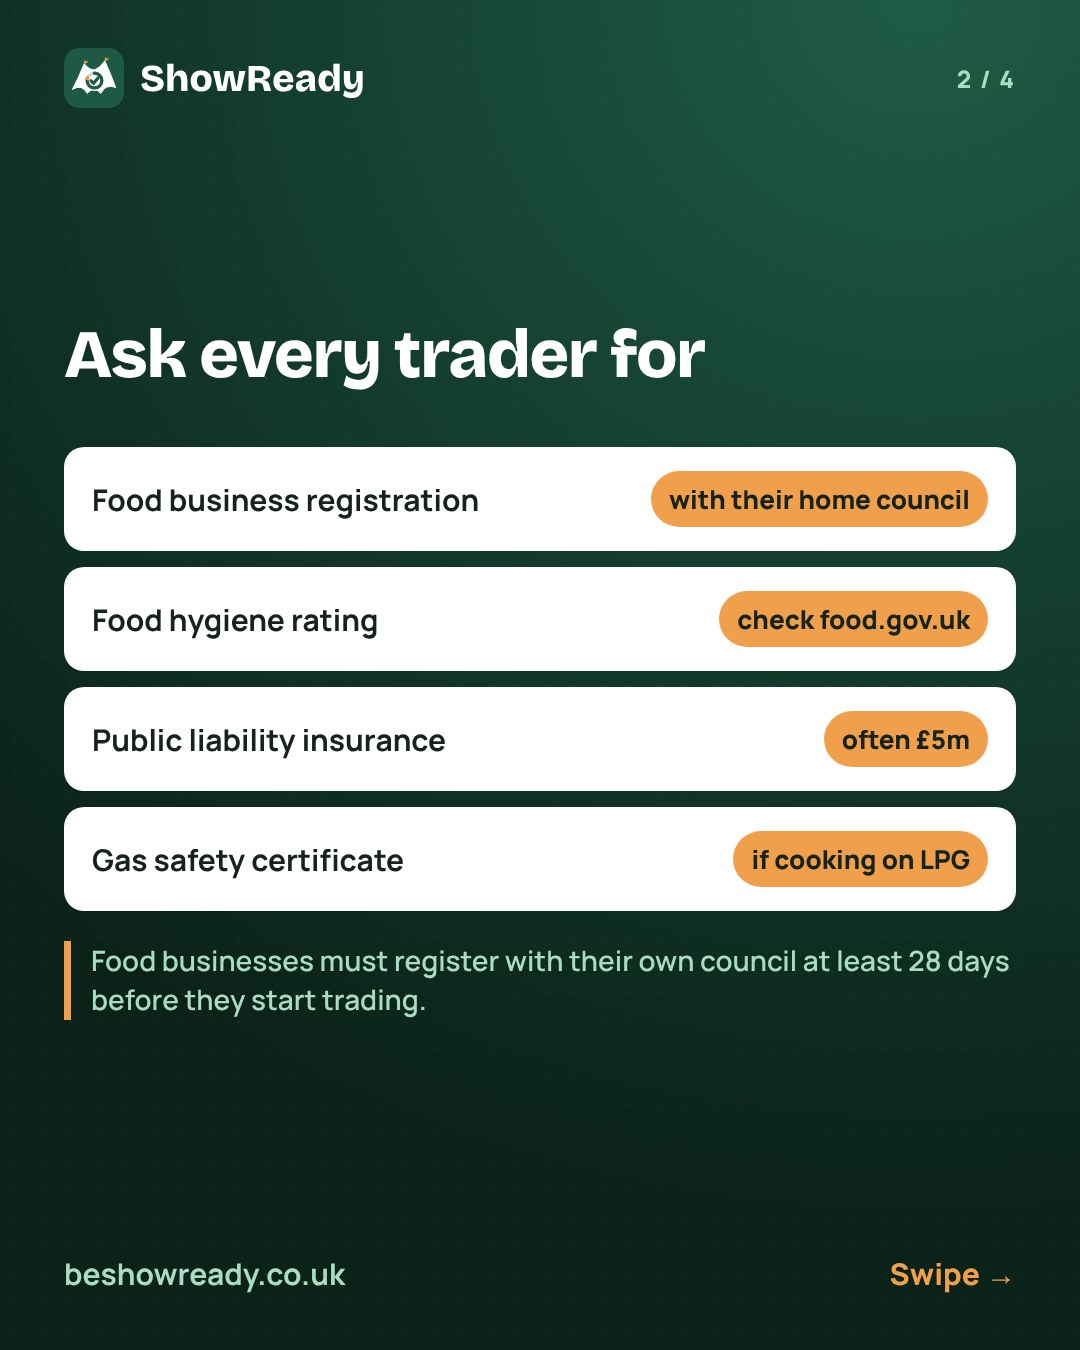 ShowReady
2 / 4
Ask every trader for
Food business registration
with their home council
Food hygiene rating
check food.gov.uk
Public liability insurance
often £5m
Gas safety certificate
if cooking on LPG
Food businesses must register with their own council at least 28 days
before they start trading.
beshowready.co.uk
Swipe →